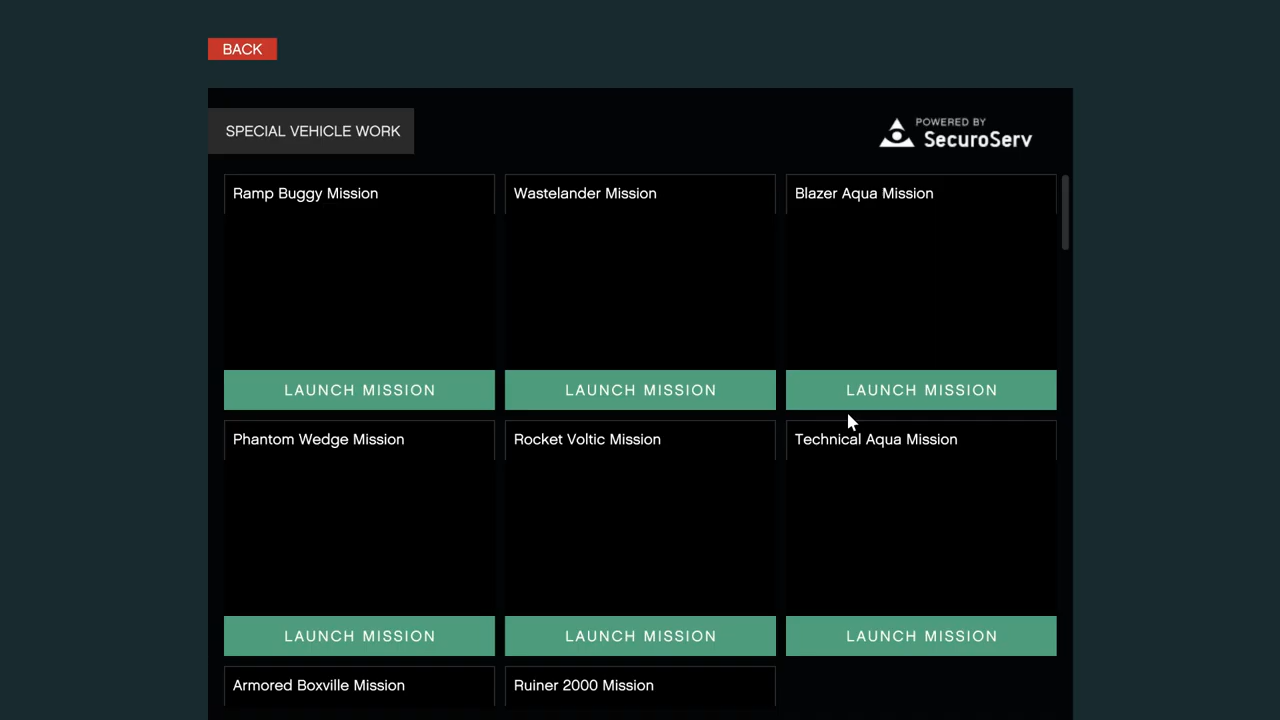 BACK
SPECIAL VEHICLE WORK
POWERED BY
SecuroServ
Ramp Buggy Mission
Wastelander Mission
Blazer Aqua Mission
LAUNCH MISSION
LAUNCH MISSION
LAUNCH MISSION
Phantom Wedge Mission
Rocket Voltic Mission
Technical Aqua Mission
LAUNCH MISSION
LAUNCH MISSION
LAUNCH MISSION
Armored Boxville Mission
Ruiner 2000 Mission